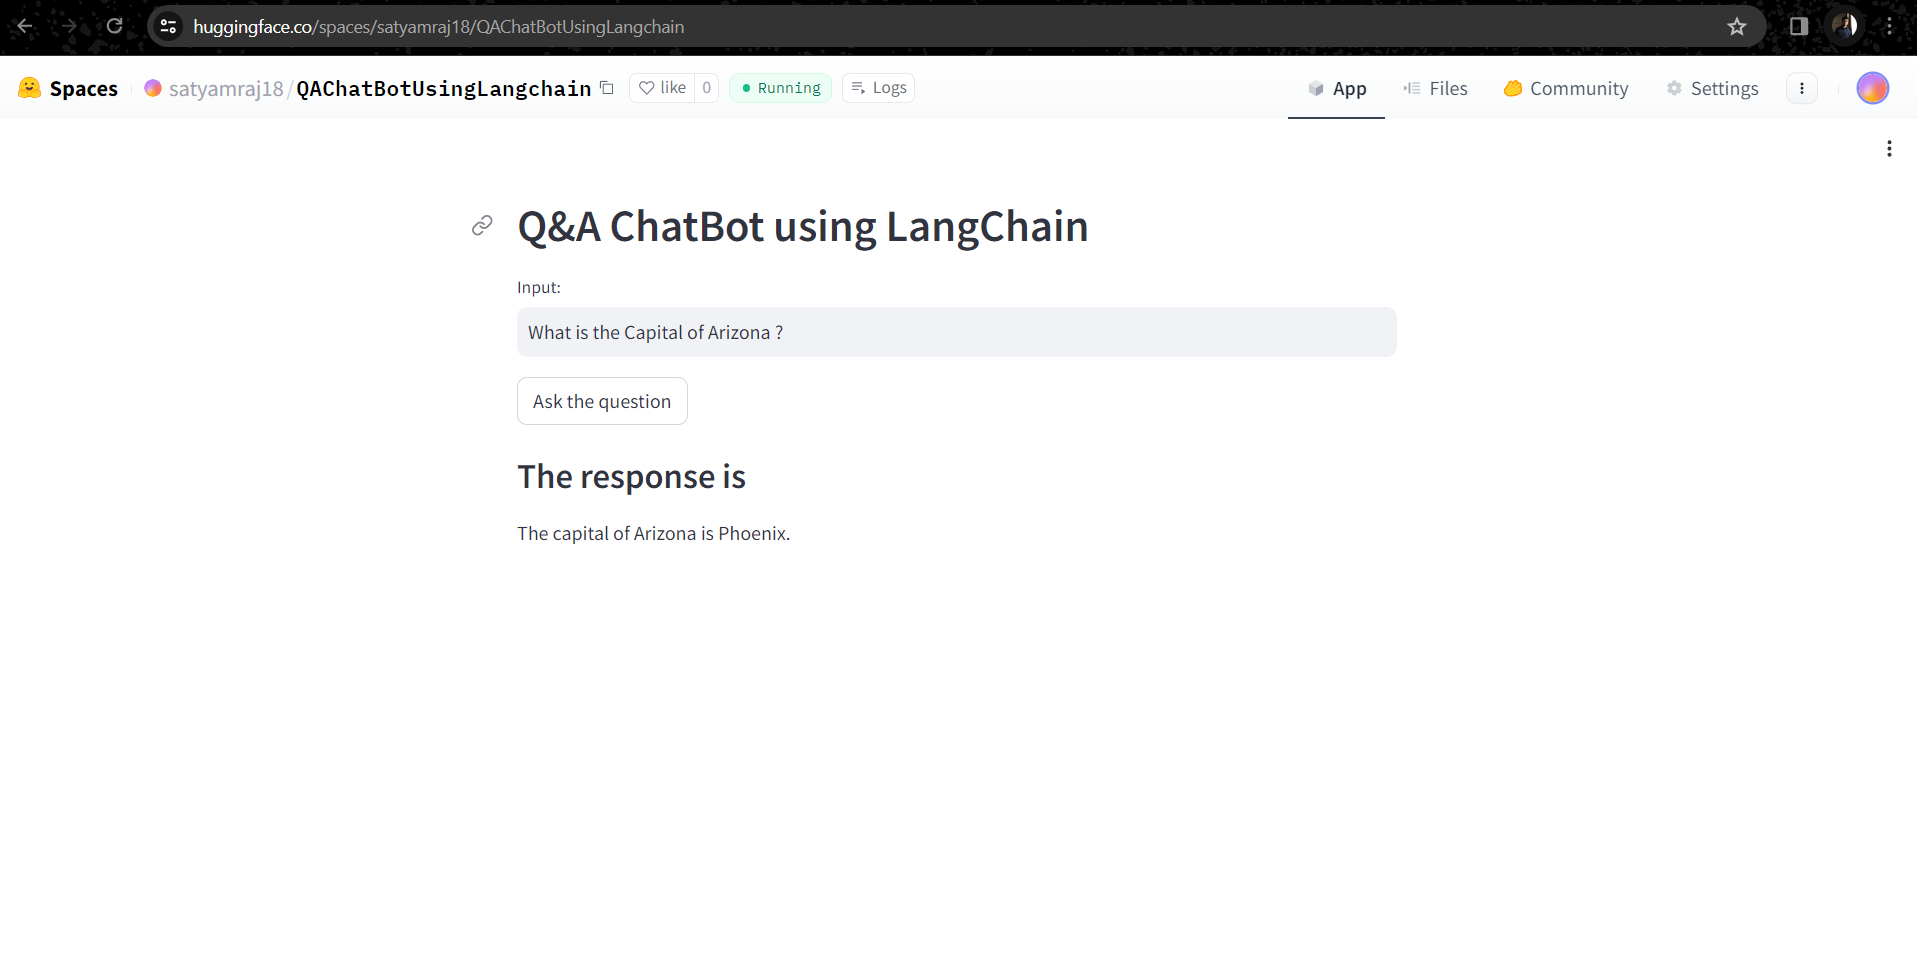 huggingface.co/spaces/satyamraj18/QAChatBotUsingLangchain
Spaces satyamraj18/QAChatBotUsingLangchain like 0 Running Logs App Files Community Settings
Q&A ChatBot using LangChain
Input:
What is the Capital of Arizona ?
Ask the question
The response is
The capital of Arizona is Phoenix.